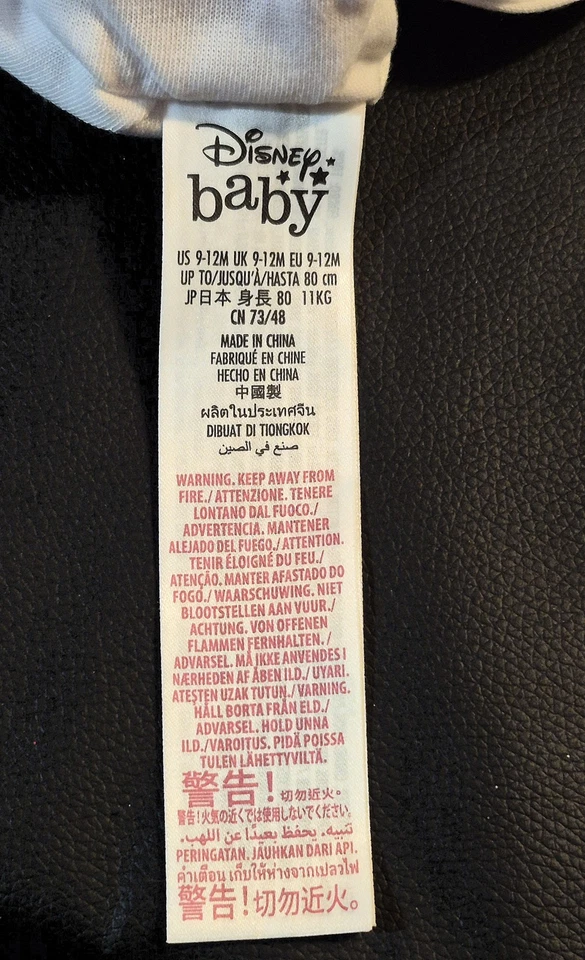 Disney
baby
US 9-12M UK 9-12M EU 9-12M
UP TO/JUSQU'À/HASTA 80 cm
JP日本 身長 80 11KG
CN 73/48
MADE IN CHINA
FABRIQUÉ EN CHINE
HECHO EN CHINA
中國製
ผลิตในประเทศจีน
DIBUAT DI TIONGKOK
صنع في الصين
WARNING. KEEP AWAY FROM
FIRE./ ATTENZIONE. TENERE
LONTANO DAL FUOCO./
ADVERTENCIA. MANTENER
ALEJADO DEL FUEGO./ ATTENTION.
TENIR ÉLOIGNÉ DU FEU./
ATENÇÃO. MANTER AFASTADO DO
FOGO./ WAARSCHUWING. NIET
BLOOTSTELLEN AAN VUUR./
ACHTUNG. VON OFFENEN
FLAMMEN FERNHALTEN. /
ADVARSEL. MÅ IKKE ANVENDES I
NÆRHEDEN AF ÅBEN ILD./ UYARI.
ATEŞTEN UZAK TUTUN./ VARNING.
HÅLL BORTA FRÅN ELD./
ADVARSEL. HOLD UNNA
ILD./VAROITUS. PIDÄ POISSA
TULEN LÄHETTYVILTÄ.
警告! 切勿近火。
警告!火気の近くでは使用しないでください。
تنبيه. يحفظ بعيدًا عن اللهب.
PERINGATAN. JAUHKAN DARI API.
คำเตือน เก็บให้ห่างจากเปลวไฟ
警告!切勿近火。